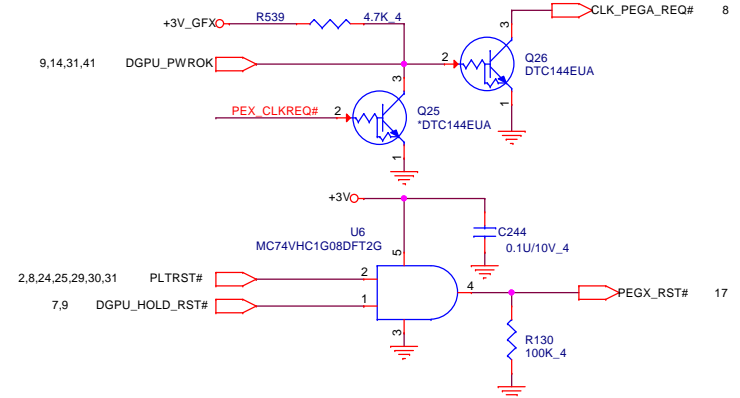 +3V_GFX
R539
4.7K_4
CLK_PEGA_REQ#
8
3
9,14,31,41
DGPU_PWROK
2
Q26
DTC144EUA
3
1
PEX_CLKREQ#
2
Q25
*DTC144EUA
1
+3V
U6
MC74VHC1G08DFT2G
5
C244
0.1U/10V_4
2,8,24,25,29,30,31
PLTRST#
2
7,9
DGPU_HOLD_RST#
1
4
PEGX_RST#
17
3
R130
100K_4